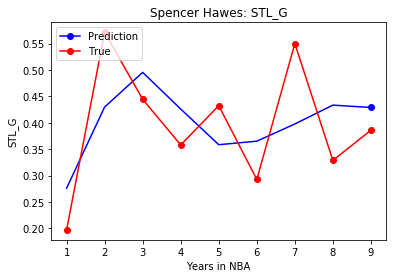 Spencer Hawes: STL_G
Prediction
True
STL_G
0.55
0.50
0.45
0.40
0.35
0.30
0.25
0.20
1 2 3 4 5 6 7 8 9
Years in NBA